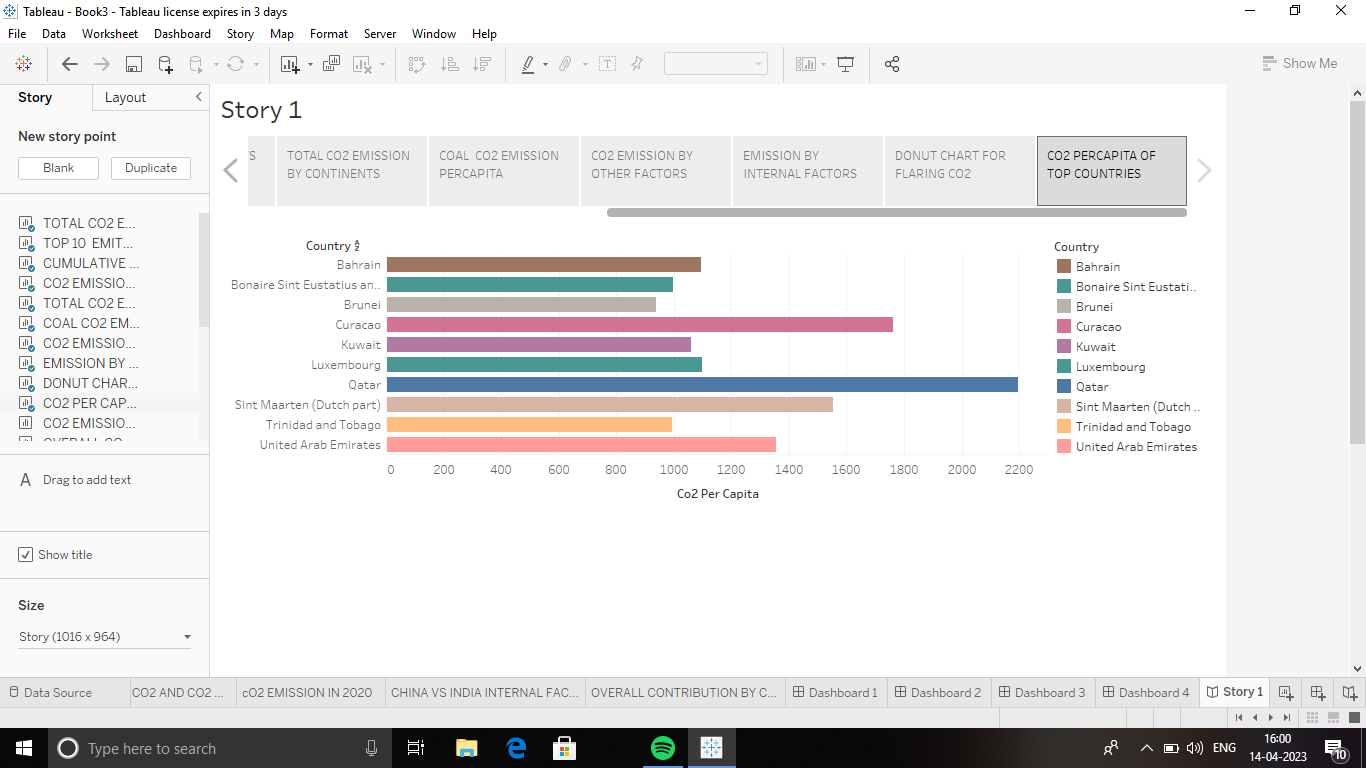 Tableau - Book3 - Tableau license expires in 3 days
File Data Worksheet Dashboard Story Map Format Server Window Help
Show Me
Story Layout
New story point
Blank Duplicate
TOTAL CO2 E...
TOP 10 EMIT...
CUMULATIVE ...
CO2 EMISSIO...
TOTAL CO2 E...
COAL CO2 EM...
CO2 EMISSIO...
EMISSION BY ...
DONUT CHAR...
CO2 PER CAP...
CO2 EMISSIO...
A Drag to add text
Show title
Size
Story (1016 x 964)
Story 1
S
TOTAL CO2 EMISSION
BY CONTINENTS
COAL CO2 EMISSION
PERCAPITA
CO2 EMISSION BY
OTHER FACTORS
EMISSION BY
INTERNAL FACTORS
DONUT CHART FOR
FLARING CO2
CO2 PERCAPITA OF
TOP COUNTRIES
Country
Bahrain
Bonaire Sint Eustatius an..
Brunei
Curacao
Kuwait
Luxembourg
Qatar
Sint Maarten (Dutch part)
Trinidad and Tobago
United Arab Emirates
0 200 400 600 800 1000 1200 1400 1600 1800 2000 2200
Co2 Per Capita
Country
Bahrain
Bonaire Sint Eustati..
Brunei
Curacao
Kuwait
Luxembourg
Qatar
Sint Maarten (Dutch ..
Trinidad and Tobago
United Arab Emirates
Data Source CO2 AND CO2 ... cO2 EMISSION IN 2020 CHINA VS INDIA INTERNAL FAC... OVERALL CONTRIBUTION BY C... Dashboard 1 Dashboard 2 Dashboard 3 Dashboard 4 Story 1
Type here to search
ENG
16:00
14-04-2023
10